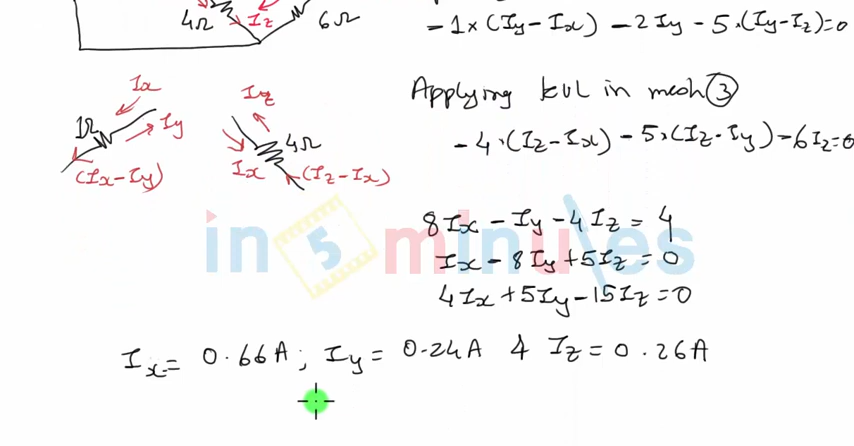 4Ω Iz 6Ω
-1×(Iy-Ix) -2Iy -5×(Iy-Iz)=0
Applying kVL in mesh ③
-4×(Iz-Ix) -5×(Iz-Iy) -6Iz=0
Ix
Iy
1Ω
(Ix-Iy)
Iz
4Ω
Ix
(Iz-Ix)
8Ix -Iy -4Iz = 4
Ix -8Iy +5Iz = 0
4Ix +5Iy -15Iz =0
in 5 minutes
Ix = 0.66A ; Iy = 0.24A & Iz = 0.26A